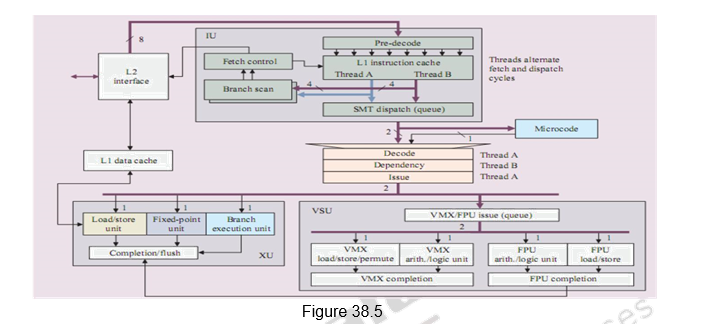 8
IU
Pre-decode
L2
interface
Fetch control
L1 instruction cache
Thread A
Thread B
Threads alternate
fetch and dispatch
cycles
Branch scan
4
4
SMT dispatch (queue)
2
1
Microcode
L1 data cache
Decode
Dependency
Issue
Thread A
Thread B
Thread A
2
1
1
1
Load/store
unit
Fixed-point
unit
Branch
execution unit
Completion/flush
XU
VSU
VMX/FPU issue (queue)
2
1
1
1
1
VMX
load/store/permute
VMX
arith./logic unit
FPU
arith./logic unit
FPU
load/store
VMX completion
FPU completion
Figure 38.5